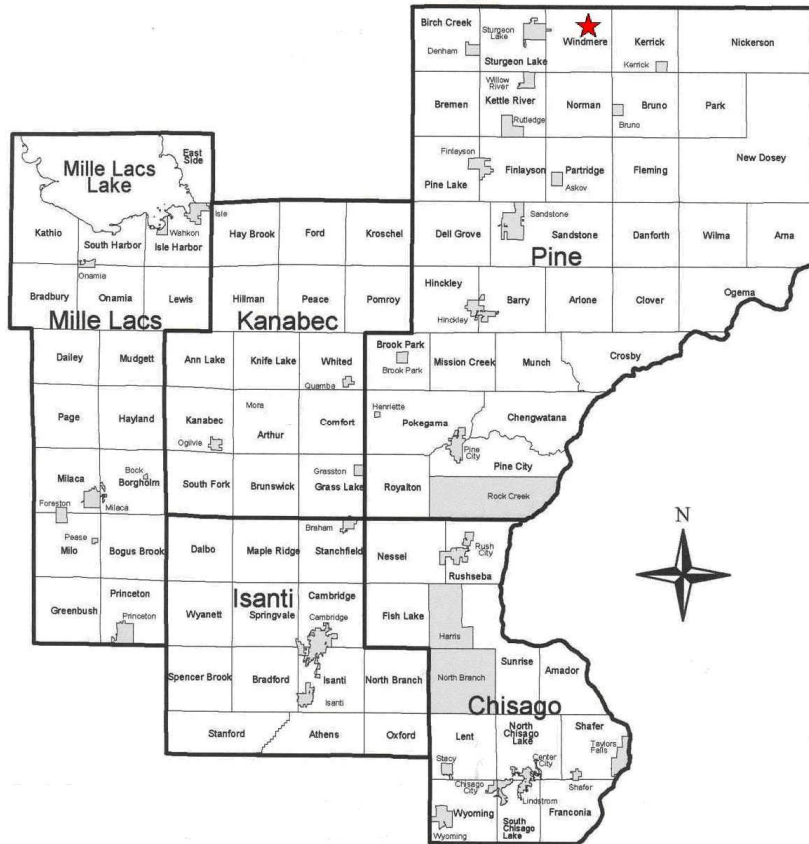 Birch Creek
Sturgeon
Lake
Denham
Sturgeon Lake
Windmere
Kerrick
Kerrick
Nickerson
Willow
River
Bremen
Kettle River
Rutledge
Norman
Bruno
Bruno
Park
New Dosey
Finlayson
Pine Lake
Finlayson
Partridge
Askov
Fleming
Dell Grove
Sandstone
Sandstone
Danforth
Wilma
Arna
Pine
Hinckley
Hinckley
Barry
Arlone
Clover
Ogema
Brook Park
Brook Park
Mission Creek
Munch
Crosby
Henriette
Pokegama
Chengwatana
Pine
City
Pine City
Royalton
Rock Creek
East
Side
Mille Lacs
Lake
Isle
Wahkon
Kathio
South Harbor
Isle Harbor
Onamia
Bradbury
Onamia
Lewis
Mille Lacs
Dailey
Mudgett
Page
Hayland
Milaca
Bock
Borgholm
Foreston
Milaca
Pease
Milo
Bogus Brook
Princeton
Greenbush
Princeton
Hay Brook
Ford
Kroschel
Hillman
Peace
Pomroy
Kanabec
Ann Lake
Knife Lake
Whited
Quamba
Kanabec
Mora
Arthur
Comfort
Ogilvie
Grasston
South Fork
Brunswick
Grass Lake
Braham
Dalbo
Maple Ridge
Stanchfield
Isanti
Cambridge
Wyanett
Springvale
Cambridge
Spencer Brook
Bradford
Isanti
Isanti
North Branch
Stanford
Athens
Oxford
Nessel
Rush
City
Rushseba
Fish Lake
Harris
North Branch
Sunrise
Amador
Chisago
Lent
North
Chisago
Lake
Shafer
Taylors
Falls
Stacy
Center
City
Chisago
City
Shafer
Lindstrom
Wyoming
Franconia
Wyoming
South
Chisago
Lake
N